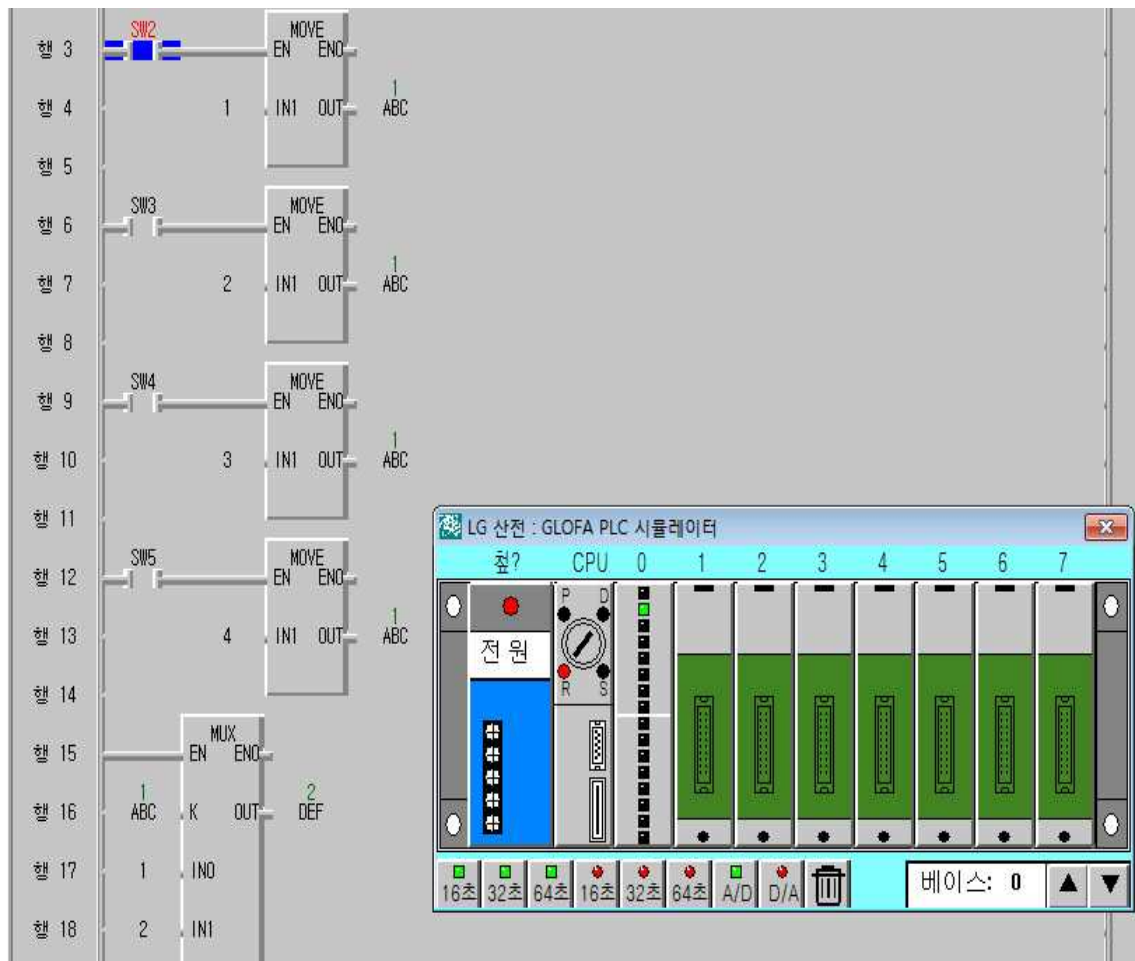 SW2 MOVE
행 3 EN ENO
1
행 4 1 IN1 OUT ABC
행 5
SW3 MOVE
행 6 EN ENO
1
행 7 2 IN1 OUT ABC
행 8
SW4 MOVE
행 9 EN ENO
1
행 10 3 IN1 OUT ABC
행 11
SW5 MOVE
행 12 EN ENO
1
행 13 4 IN1 OUT ABC
행 14
MUX
행 15 EN ENO
1 2
행 16 ABC K OUT DEF
행 17 1 IN0
행 18 2 IN1
LG 산전 : GLOFA PLC 시뮬레이터
첲? CPU 0 1 2 3 4 5 6 7
P D
전 원
R S
16초 32초 64초 16초 32초 64초 A/D D/A 베이스: 0